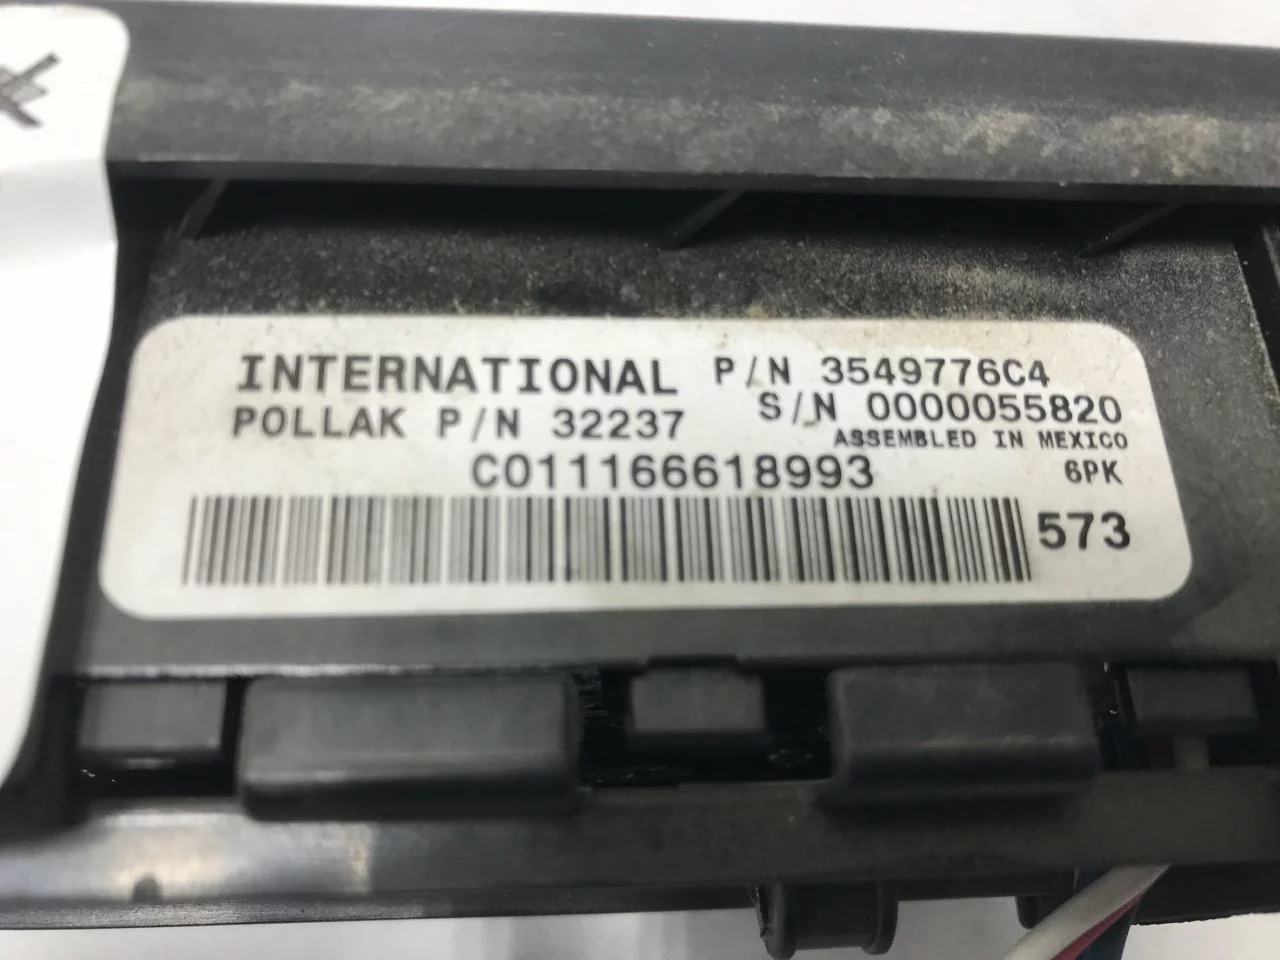 INTERNATIONAL P/N 3549776C4
POLLAK P/N 32237 S/N 0000055820
ASSEMBLED IN MEXICO
C011166618993 6PK
573